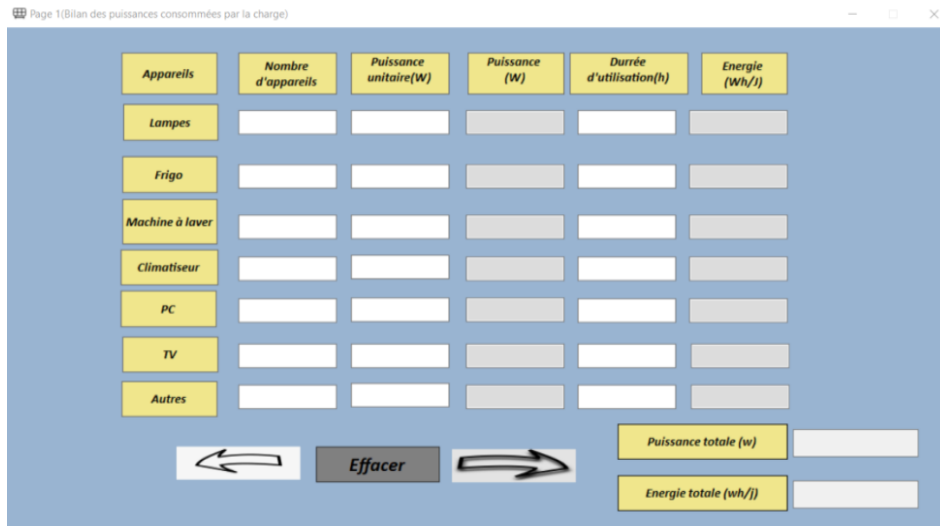 Page 1(Bilan des puissances consommées par la charge)
Appareils
Nombre
d'appareils
Puissance
unitaire(W)
Puissance
(W)
Durrée
d'utilisation(h)
Energie
(Wh/J)
Lampes
Frigo
Machine à laver
Climatiseur
PC
TV
Autres
Effacer
Puissance totale (w)
Energie totale (wh/j)